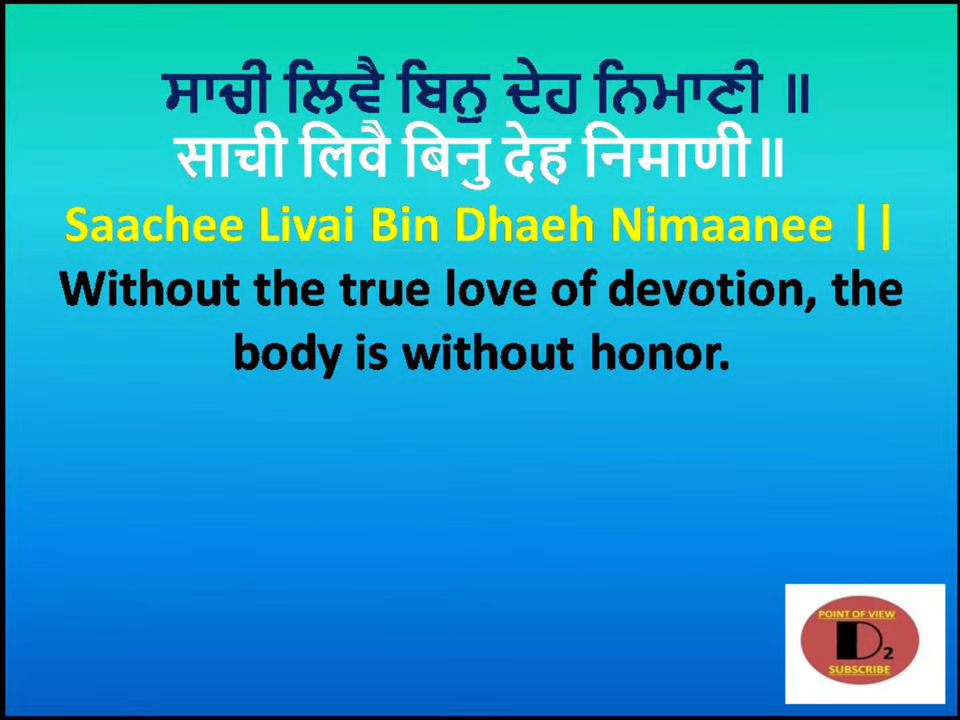 ਸਾਚੀ ਲਿਵੈ ਬਿਨੁ ਦੇਹ ਨਿਮਾਣੀ ॥
साची लिवै बिनु देह निमाणी॥
Saachee Livai Bin Dhaeh Nimaanee ||
Without the true love of devotion, the
body is without honor.
POINT OF VIEW
D2
SUBSCRIBE